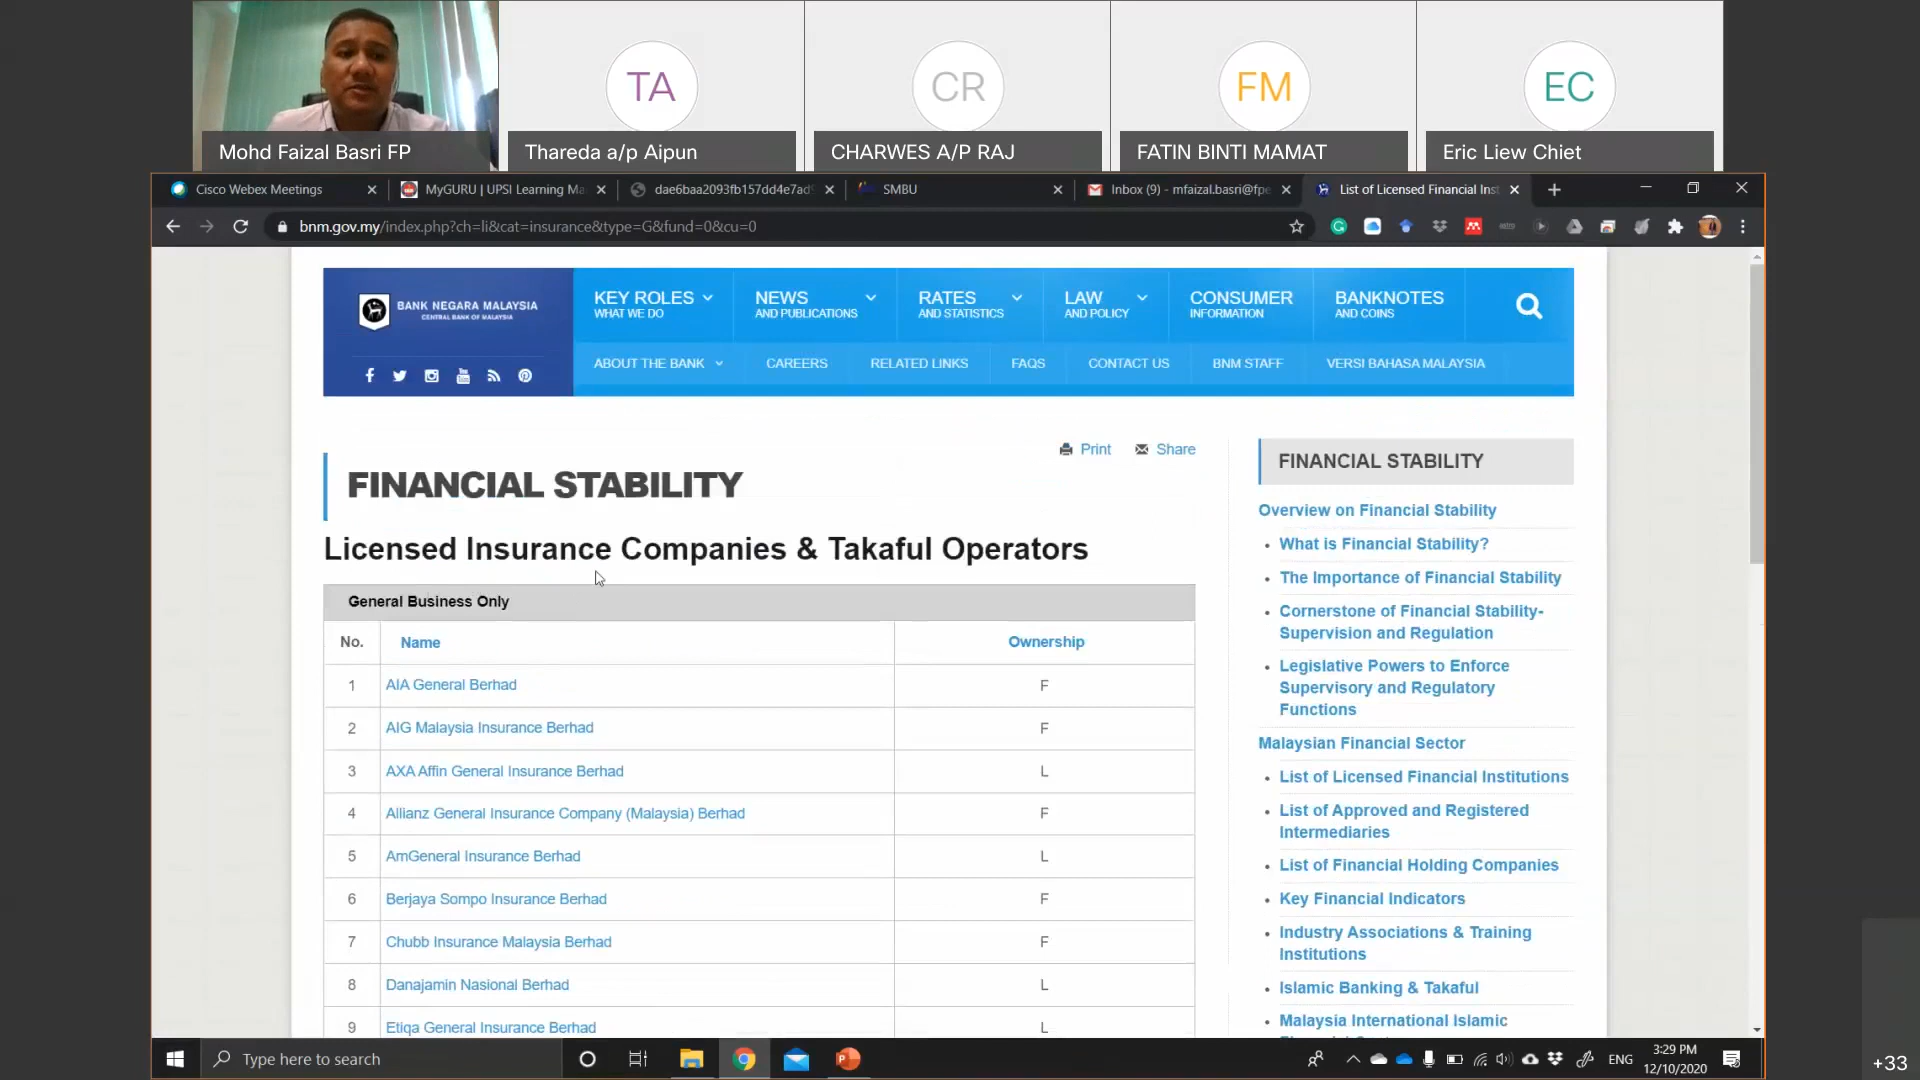 TA
CR
FM
EC
Mohd Faizal Basri FP
Thareda a/p Aipun
CHARWES A/P RAJ
FATIN BINTI MAMAT
Eric Liew Chiet
Cisco Webex Meetings
MyGURU | UPSI Learning Ma
dae6baa2093fb157dd4e7ad9
SMBU
Inbox (9) - mfaizal.basri@fpe
List of Licensed Financial Inst
bnm.gov.my/index.php?ch=li&cat=insurance&type=G&fund=0&cu=0
BANK NEGARA MALAYSIA
CENTRAL BANK OF MALAYSIA
KEY ROLES
WHAT WE DO
NEWS
AND PUBLICATIONS
RATES
AND STATISTICS
LAW
AND POLICY
CONSUMER
INFORMATION
BANKNOTES
AND COINS
ABOUT THE BANK
CAREERS
RELATED LINKS
FAQS
CONTACT US
BNM STAFF
VERSI BAHASA MALAYSIA
Print
Share
FINANCIAL STABILITY
Licensed Insurance Companies & Takaful Operators
General Business Only
No. Name Ownership
1 AIA General Berhad F
2 AIG Malaysia Insurance Berhad F
3 AXA Affin General Insurance Berhad L
4 Allianz General Insurance Company (Malaysia) Berhad F
5 AmGeneral Insurance Berhad L
6 Berjaya Sompo Insurance Berhad F
7 Chubb Insurance Malaysia Berhad F
8 Danajamin Nasional Berhad L
9 Etiqa General Insurance Berhad L
FINANCIAL STABILITY
Overview on Financial Stability
What is Financial Stability?
The Importance of Financial Stability
Cornerstone of Financial Stability-
Supervision and Regulation
Legislative Powers to Enforce
Supervisory and Regulatory
Functions
Malaysian Financial Sector
List of Licensed Financial Institutions
List of Approved and Registered
Intermediaries
List of Financial Holding Companies
Key Financial Indicators
Industry Associations & Training
Institutions
Islamic Banking & Takaful
Malaysia International Islamic
Type here to search
ENG
3:29 PM
12/10/2020
+33